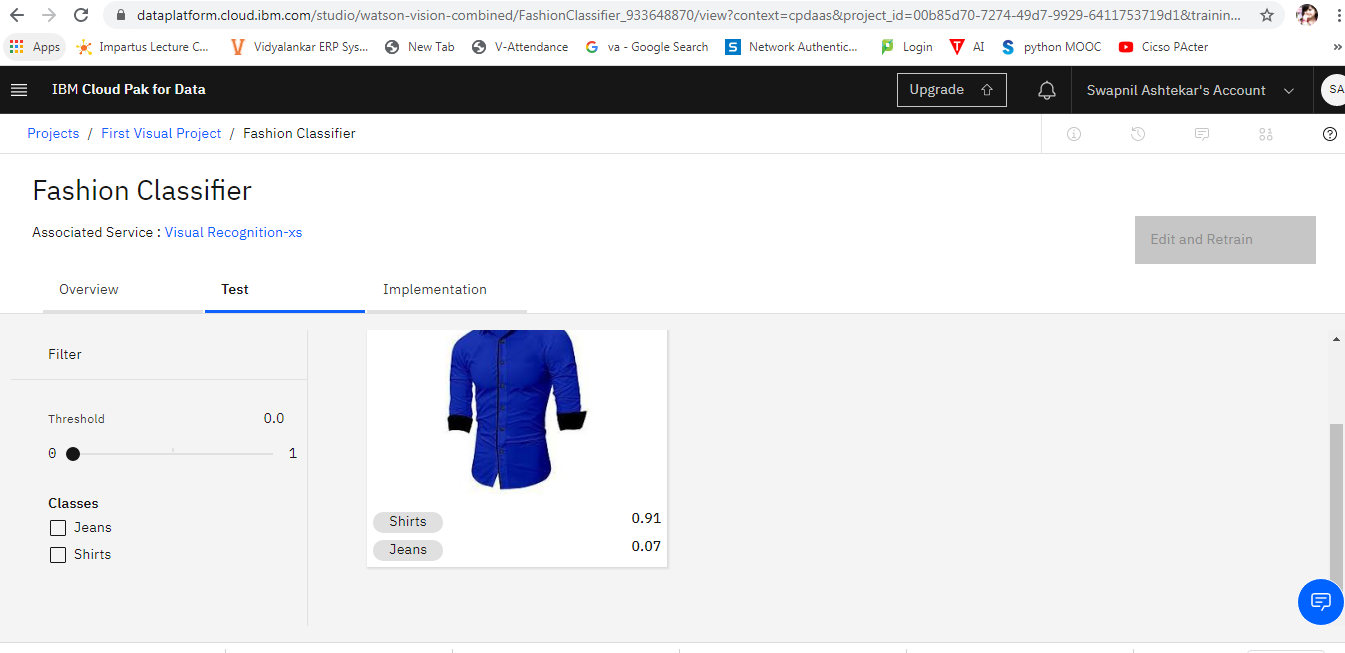 dataplatform.cloud.ibm.com/studio/watson-vision-combined/FashionClassifier_933648870/view?context=cpdaas&project_id=00b85d70-7274-49d7-9929-6411753719d1&trainin...
Apps Impartus Lecture C... Vidyalankar ERP Sys... New Tab V-Attendance va - Google Search Network Authentic... Login AI python MOOC Cicso PActer »
IBM Cloud Pak for Data Upgrade Swapnil Ashtekar's Account SA
Projects / First Visual Project / Fashion Classifier
Fashion Classifier
Associated Service : Visual Recognition-xs
Edit and Retrain
Overview Test Implementation
Filter
Threshold 0.0
0 1
Classes
Jeans
Shirts
Shirts 0.91
Jeans 0.07